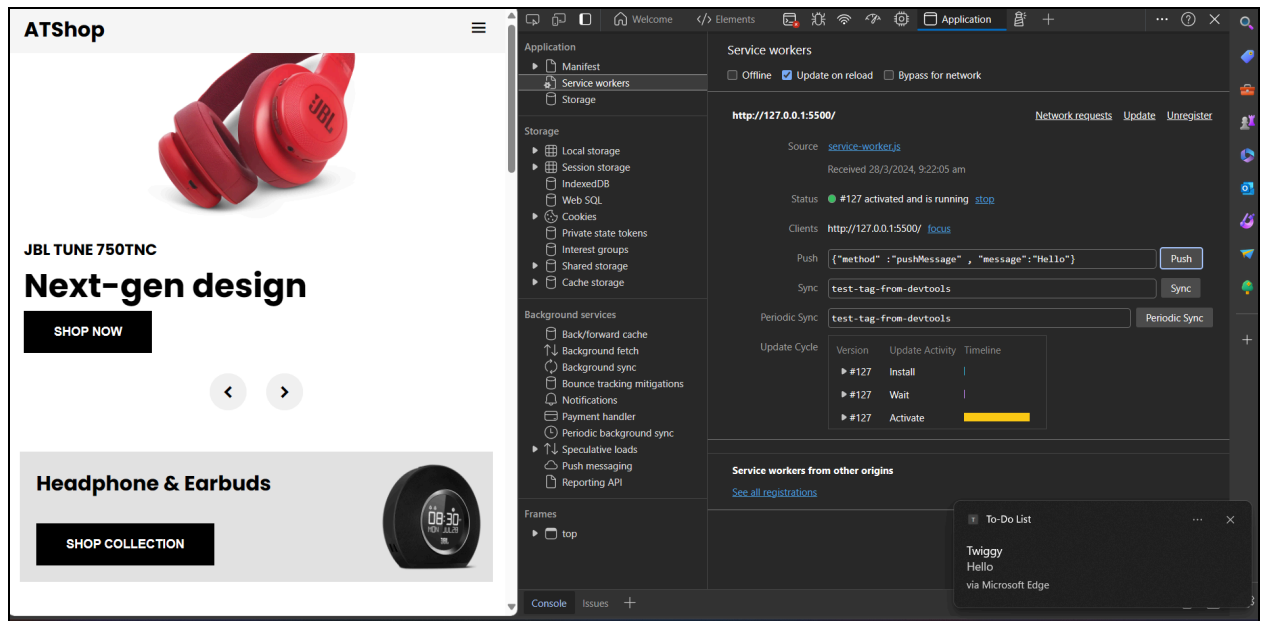 ATShop
JBL
JBL TUNE 750TNC
Next-gen design
SHOP NOW
Headphone & Earbuds
SHOP COLLECTION
08:30
MON JUL28
JBL
Welcome
</> Elements
Application
Application
Manifest
Service workers
Storage
Storage
Local storage
Session storage
IndexedDB
Web SQL
Cookies
Private state tokens
Interest groups
Shared storage
Cache storage
Background services
Back/forward cache
Background fetch
Background sync
Bounce tracking mitigations
Notifications
Payment handler
Periodic background sync
Speculative loads
Push messaging
Reporting API
Frames
top
Service workers
Offline Update on reload Bypass for network
http://127.0.0.1:5500/ Network requests Update Unregister
Source service-worker.js
Received 28/3/2024, 9:22:05 am
Status #127 activated and is running stop
Clients http://127.0.0.1:5500/ focus
Push {"method" :"pushMessage" , "message":"Hello"} Push
Sync test-tag-from-devtools Sync
Periodic Sync test-tag-from-devtools Periodic Sync
Update Cycle Version Update Activity Timeline
#127 Install
#127 Wait
#127 Activate
Service workers from other origins
See all registrations
To-Do List
Twiggy
Hello
via Microsoft Edge
Console Issues